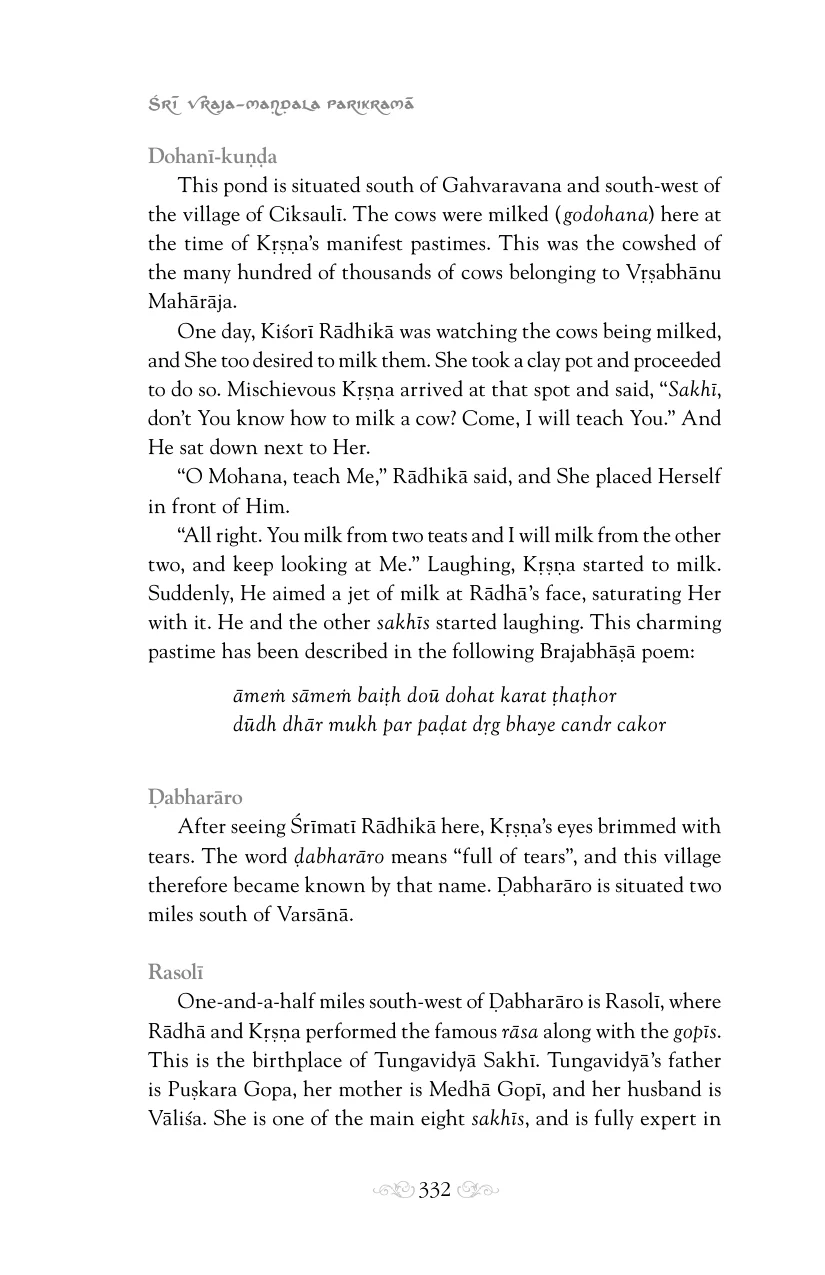 Śrī Vraja-maṇḍala Parikramā
Dohanī-kuṇḍa
This pond is situated south of Gahvaravana and south-west of
the village of Ciksaulī. The cows were milked (godohana) here at
the time of Kṛṣṇa’s manifest pastimes. This was the cowshed of
the many hundred of thousands of cows belonging to Vṛṣabhānu
Mahārāja.
One day, Kiśorī Rādhikā was watching the cows being milked,
and She too desired to milk them. She took a clay pot and proceeded
to do so. Mischievous Kṛṣṇa arrived at that spot and said, “Sakhī,
don’t You know how to milk a cow? Come, I will teach You.” And
He sat down next to Her.
“O Mohana, teach Me,” Rādhikā said, and She placed Herself
in front of Him.
“All right. You milk from two teats and I will milk from the other
two, and keep looking at Me.” Laughing, Kṛṣṇa started to milk.
Suddenly, He aimed a jet of milk at Rādhā’s face, saturating Her
with it. He and the other sakhīs started laughing. This charming
pastime has been described in the following Brajabhāṣā poem:
āmeṁ sāmeṁ baiṭh doū dohat karat ṭhaṭhor
dūdh dhār mukh par paḍat dṛg bhaye candr cakor
Ḍabharāro
After seeing Śrīmatī Rādhikā here, Kṛṣṇa’s eyes brimmed with
tears. The word ḍabharāro means “full of tears”, and this village
therefore became known by that name. Ḍabharāro is situated two
miles south of Varsānā.
Rasolī
One-and-a-half miles south-west of Ḍabharāro is Rasolī, where
Rādhā and Kṛṣṇa performed the famous rāsa along with the gopīs.
This is the birthplace of Tungavidyā Sakhī. Tungavidyā’s father
is Puṣkara Gopa, her mother is Medhā Gopī, and her husband is
Vāliśa. She is one of the main eight sakhīs, and is fully expert in
332